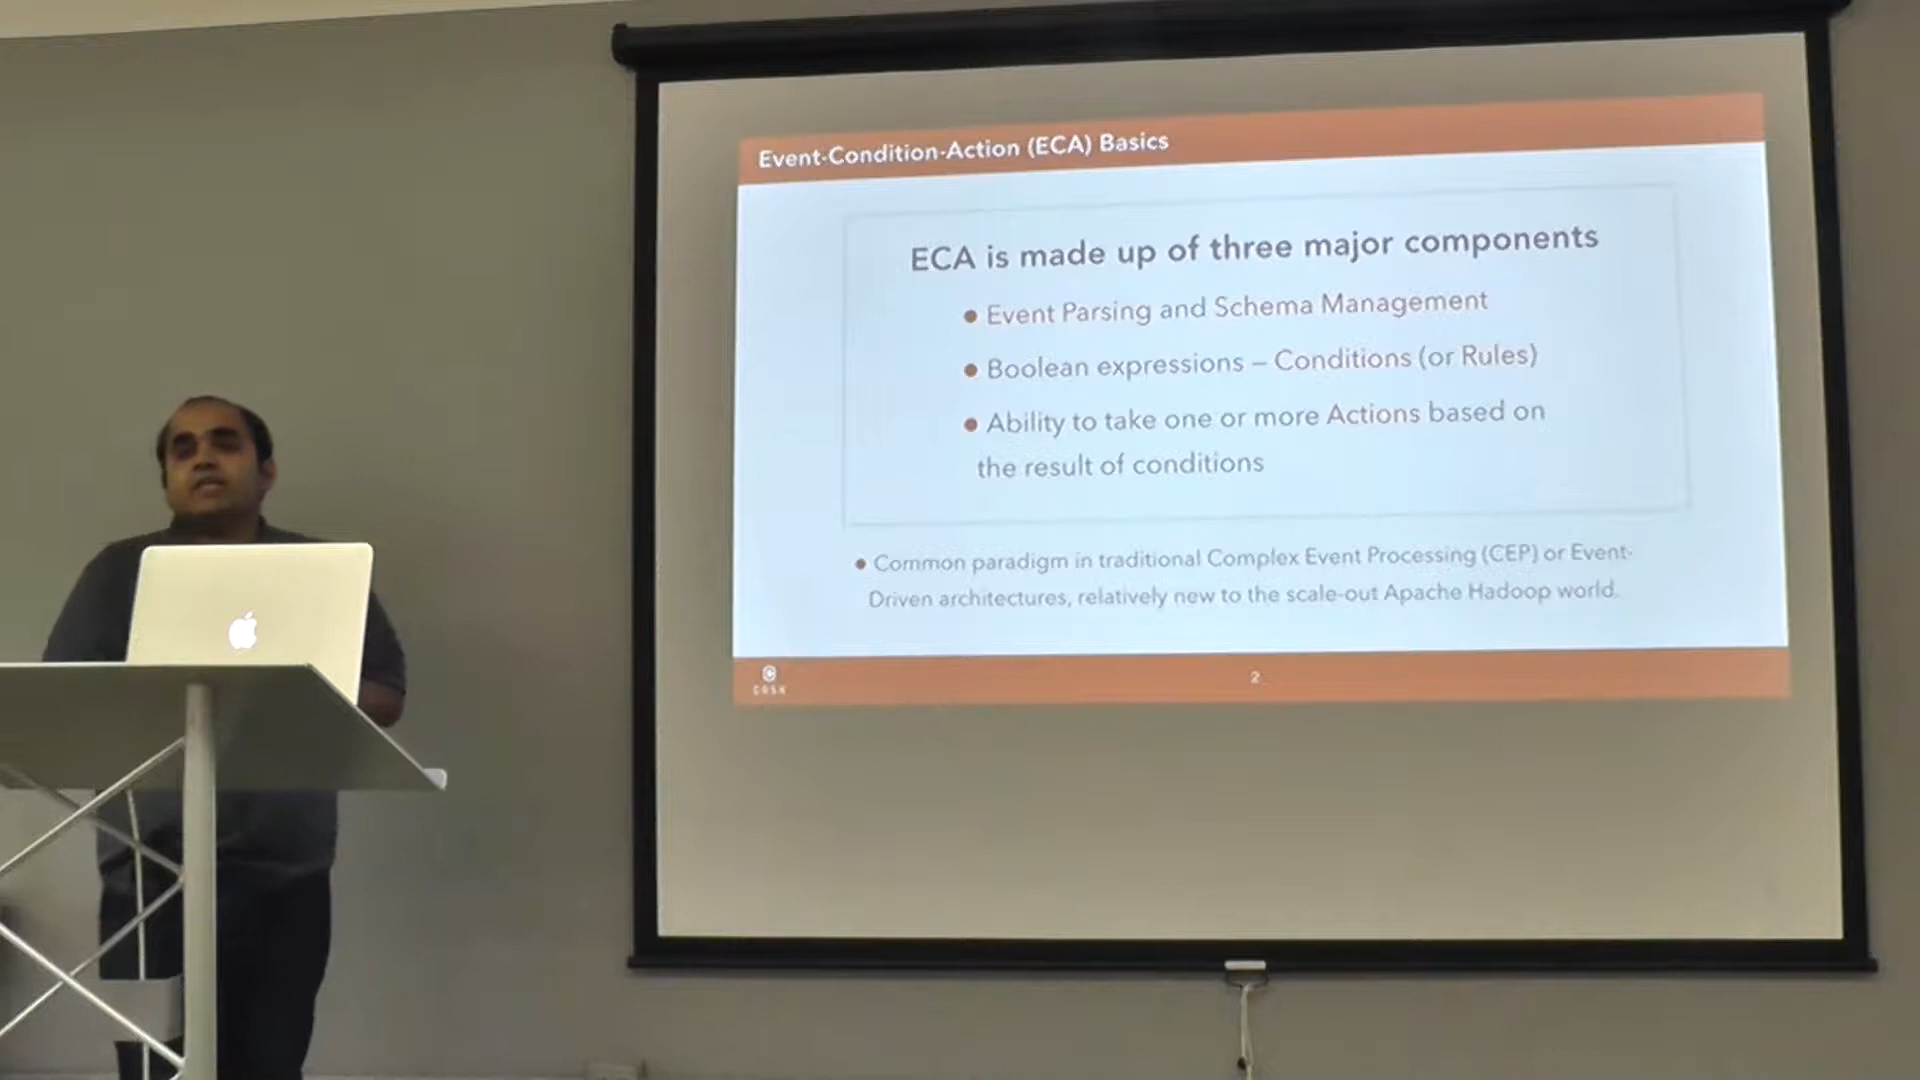 Event-Condition-Action (ECA) Basics
ECA is made up of three major components
• Event Parsing and Schema Management
• Boolean expressions – Conditions (or Rules)
• Ability to take one or more Actions based on
the result of conditions
• Common paradigm in traditional Complex Event Processing (CEP) or Event-
Driven architectures, relatively new to the scale-out Apache Hadoop world.
2